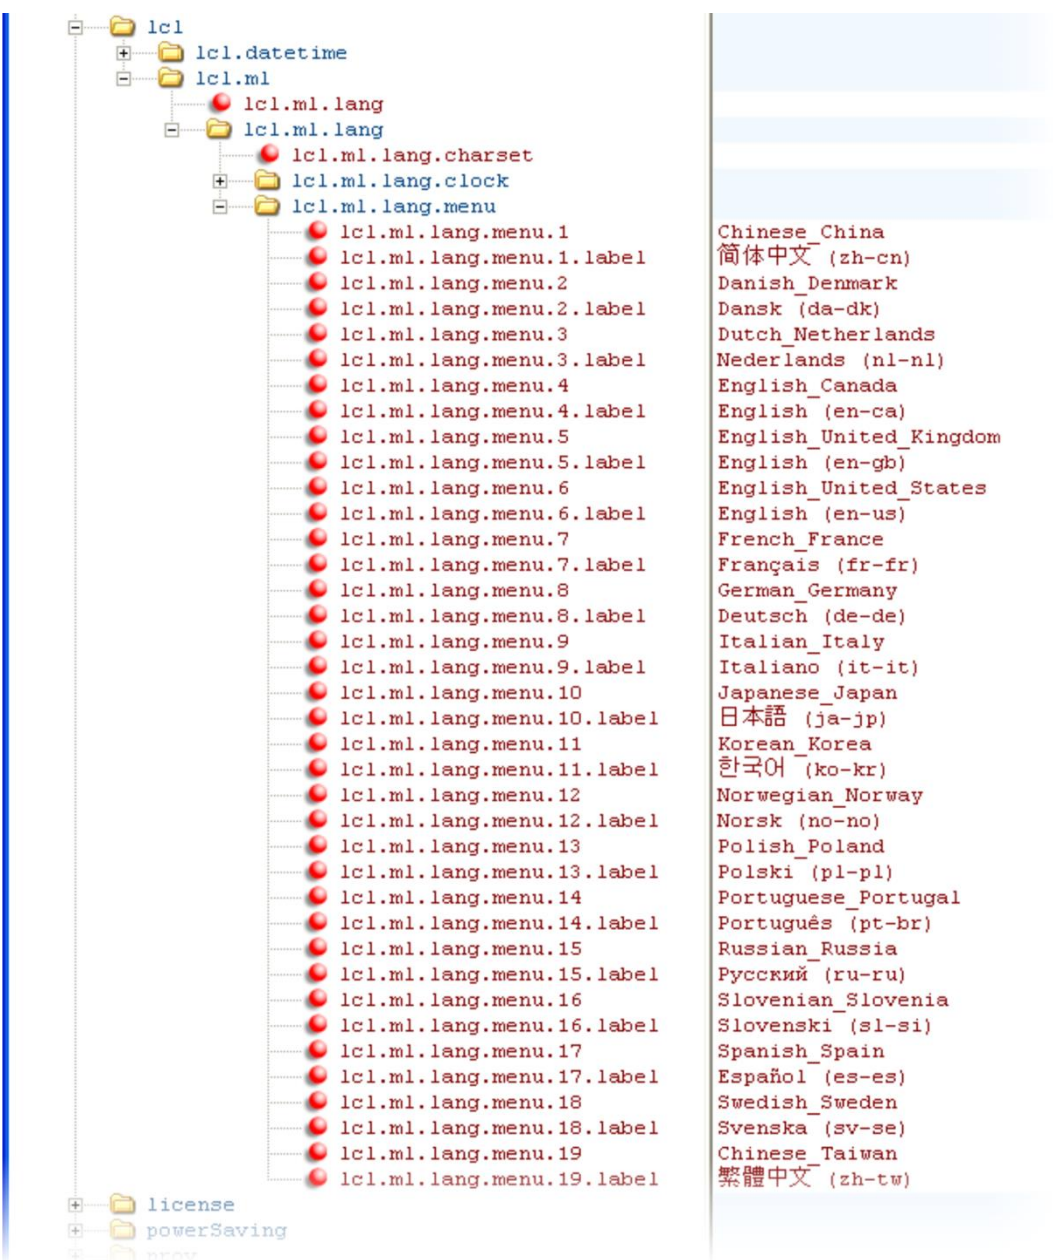 lcl
lcl.datetime
lcl.ml
lcl.ml.lang
lcl.ml.lang
lcl.ml.lang.charset
lcl.ml.lang.clock
lcl.ml.lang.menu
lcl.ml.lang.menu.1 Chinese_China
lcl.ml.lang.menu.1.label 简体中文 (zh-cn)
lcl.ml.lang.menu.2 Danish_Denmark
lcl.ml.lang.menu.2.label Dansk (da-dk)
lcl.ml.lang.menu.3 Dutch_Netherlands
lcl.ml.lang.menu.3.label Nederlands (nl-nl)
lcl.ml.lang.menu.4 English_Canada
lcl.ml.lang.menu.4.label English (en-ca)
lcl.ml.lang.menu.5 English_United_Kingdom
lcl.ml.lang.menu.5.label English (en-gb)
lcl.ml.lang.menu.6 English_United_States
lcl.ml.lang.menu.6.label English (en-us)
lcl.ml.lang.menu.7 French_France
lcl.ml.lang.menu.7.label Français (fr-fr)
lcl.ml.lang.menu.8 German_Germany
lcl.ml.lang.menu.8.label Deutsch (de-de)
lcl.ml.lang.menu.9 Italian_Italy
lcl.ml.lang.menu.9.label Italiano (it-it)
lcl.ml.lang.menu.10 Japanese_Japan
lcl.ml.lang.menu.10.label 日本語 (ja-jp)
lcl.ml.lang.menu.11 Korean_Korea
lcl.ml.lang.menu.11.label 한국어 (ko-kr)
lcl.ml.lang.menu.12 Norwegian_Norway
lcl.ml.lang.menu.12.label Norsk (no-no)
lcl.ml.lang.menu.13 Polish_Poland
lcl.ml.lang.menu.13.label Polski (pl-pl)
lcl.ml.lang.menu.14 Portuguese_Portugal
lcl.ml.lang.menu.14.label Português (pt-br)
lcl.ml.lang.menu.15 Russian_Russia
lcl.ml.lang.menu.15.label Русский (ru-ru)
lcl.ml.lang.menu.16 Slovenian_Slovenia
lcl.ml.lang.menu.16.label Slovenski (sl-si)
lcl.ml.lang.menu.17 Spanish_Spain
lcl.ml.lang.menu.17.label Español (es-es)
lcl.ml.lang.menu.18 Swedish_Sweden
lcl.ml.lang.menu.18.label Svenska (sv-se)
lcl.ml.lang.menu.19 Chinese_Taiwan
lcl.ml.lang.menu.19.label 繁體中文 (zh-tw)
license
powerSaving